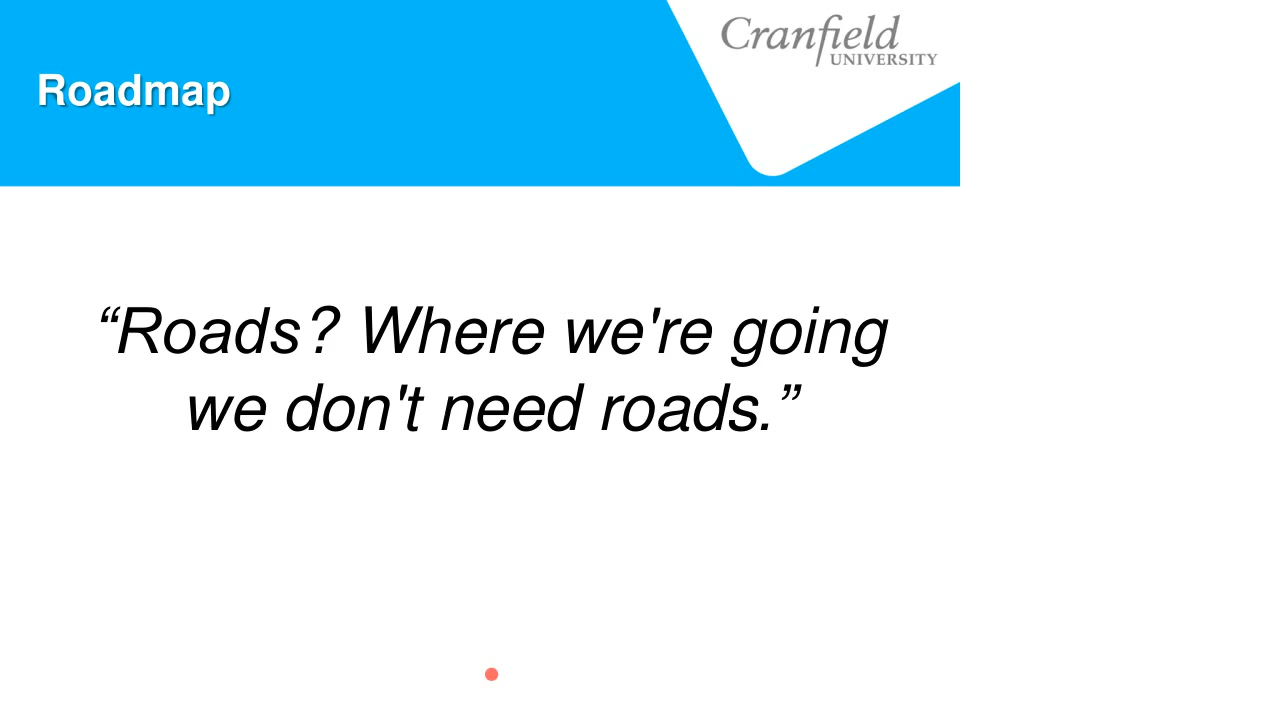 Cranfield
UNIVERSITY
Roadmap
“Roads? Where we're going
we don't need roads.”